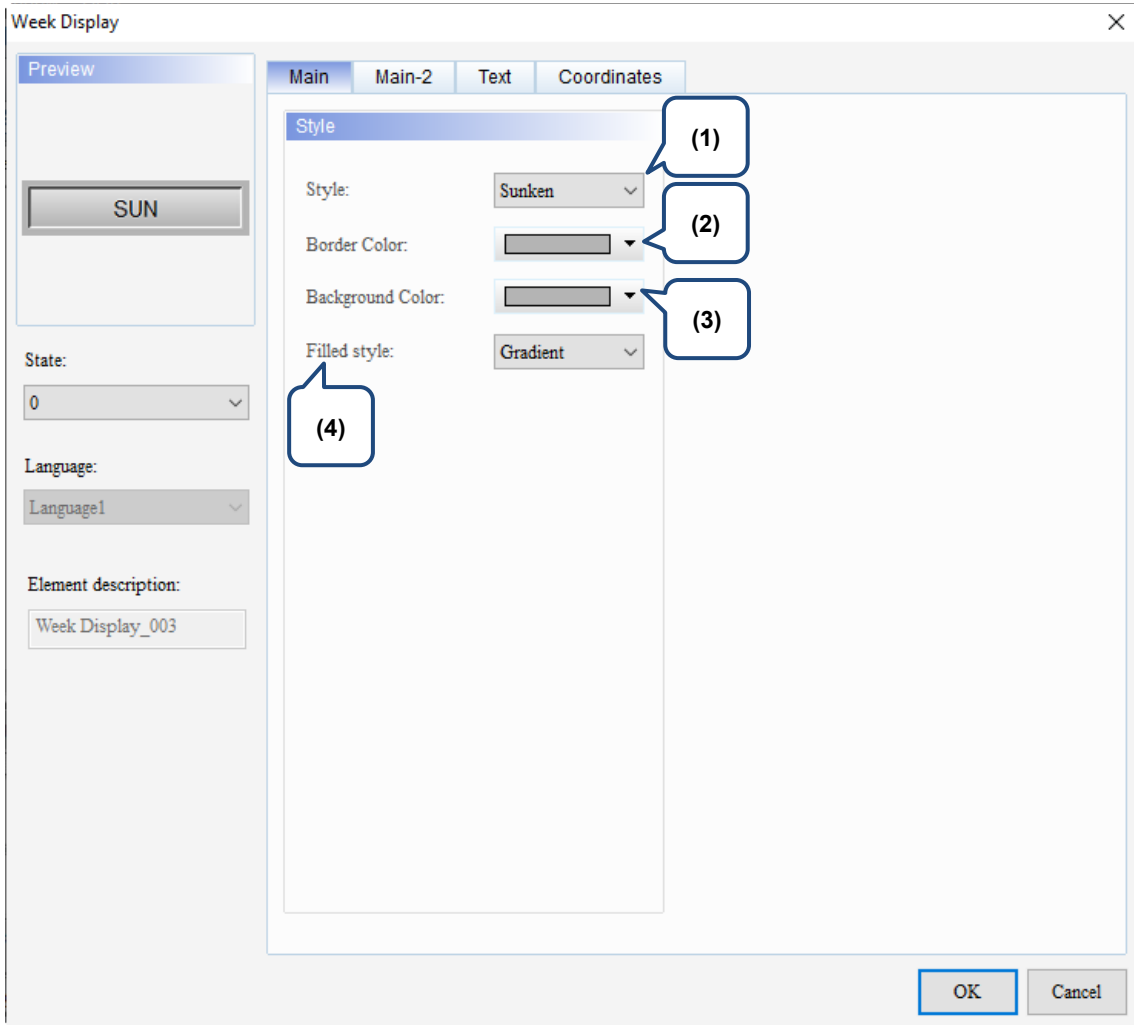 Week Display
Preview
SUN
State:
0
Language:
Language1
Element description:
Week Display_003
Main Main-2 Text Coordinates
Style
Style: Sunken
(1)
Border Color:
(2)
Background Color:
(3)
Filled style: Gradient
(4)
OK Cancel